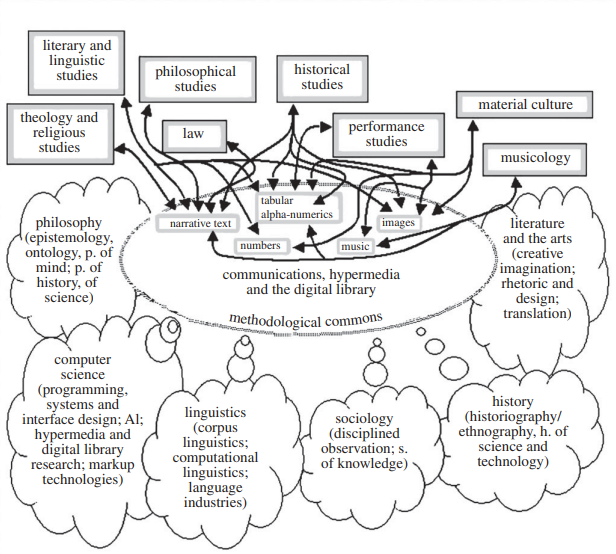 literary and
linguistic
studies
philosophical
studies
historical
studies
material culture
theology and
religious
studies
law
performance
studies
musicology
tabular
alpha-numerics
narrative text
images
numbers
music
communications, hypermedia
and the digital library
methodological commons
philosophy
(epistemology,
ontology, p. of
mind; p. of
history, of
science)
literature
and the arts
(creative
imagination;
rhetoric and
design;
translation)
computer
science
(programming,
systems and
interface design; AI;
hypermedia and
digital library
research; markup
technologies)
linguistics
(corpus
linguistics;
computational
linguistics;
language
industries)
sociology
(disciplined
observation; s.
of knowledge)
history
(historiography/
ethnography, h. of
science and
technology)